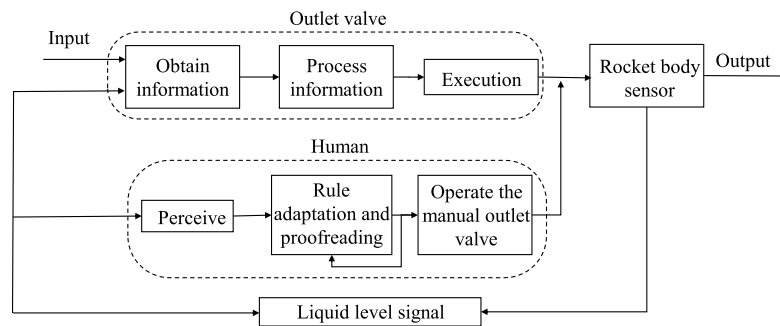 Outlet valve
Input
Obtain
information
Process
information
Execution
Rocket body
sensor
Output
Human
Perceive
Rule
adaptation and
proofreading
Operate the
manual outlet
valve
Liquid level signal